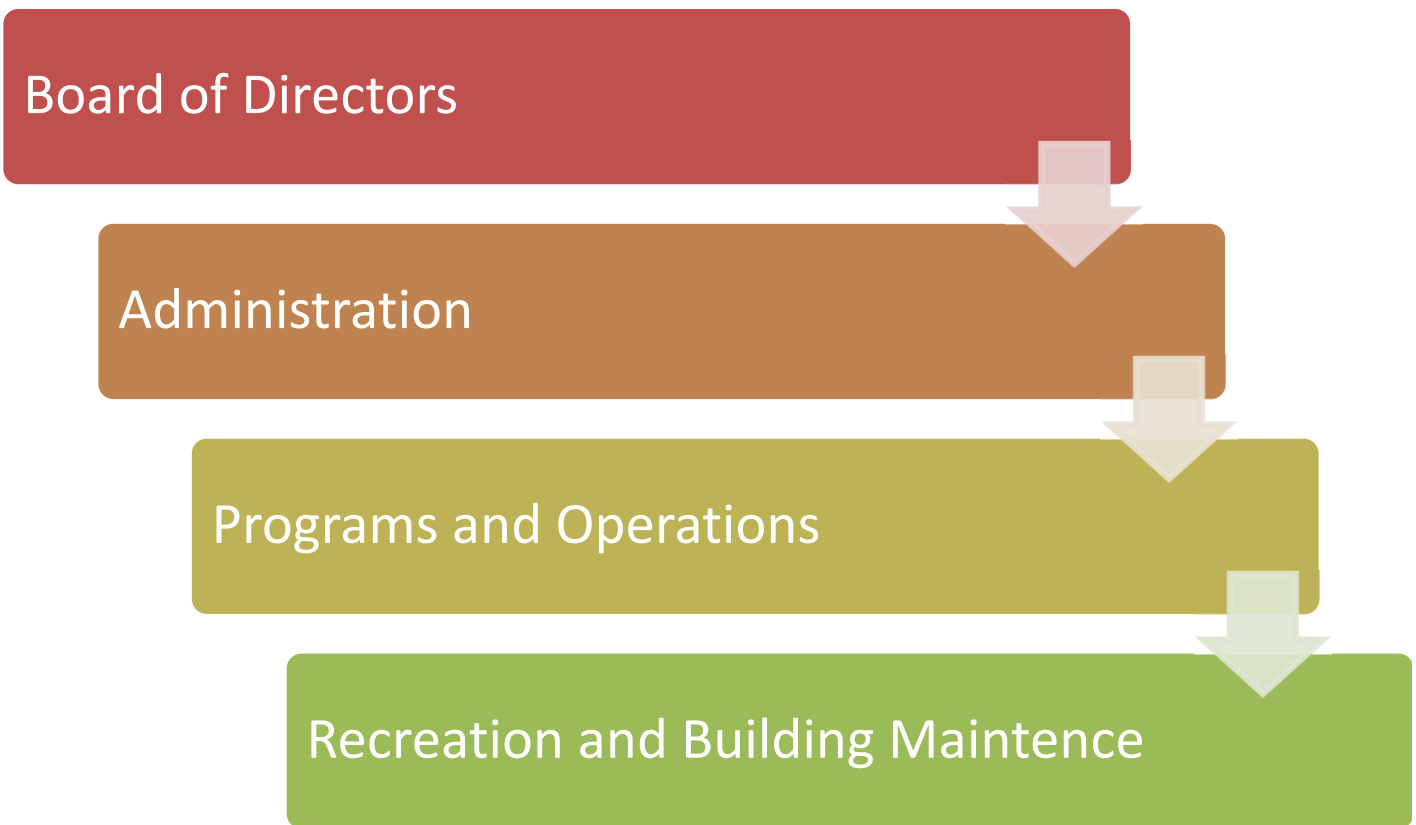 Board of Directors
Administration
Programs and Operations
Recreation and Building Maintence